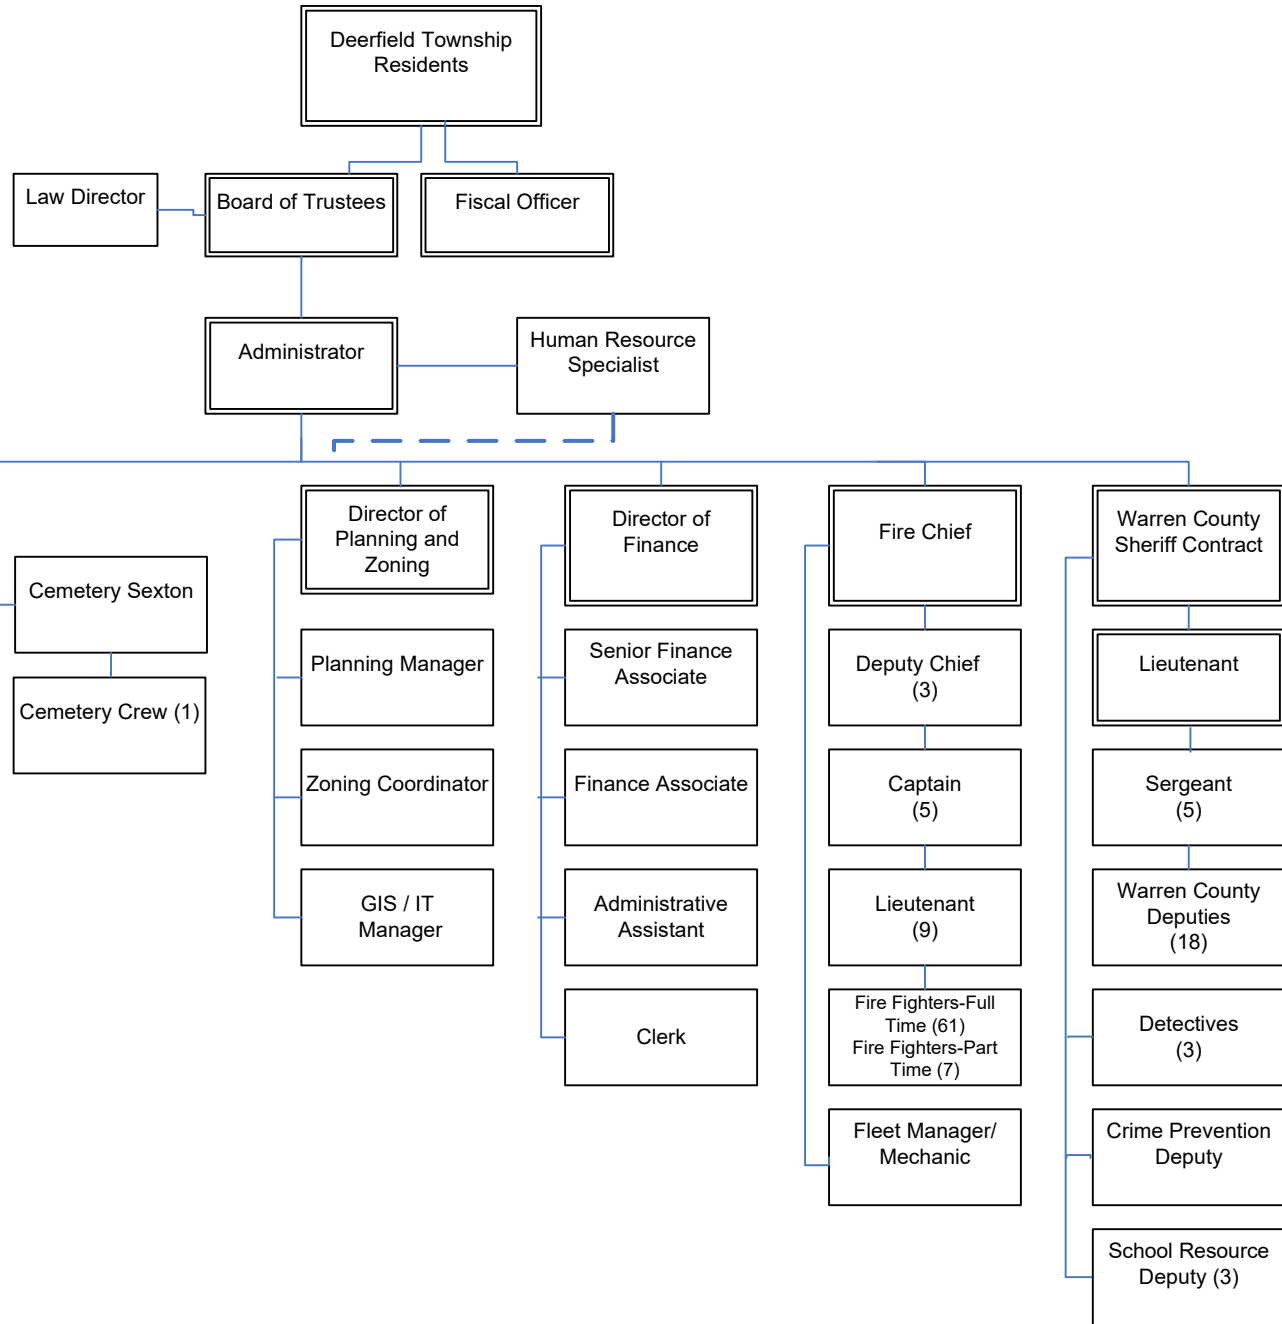 Deerfield Township
Residents
Law Director
Board of Trustees
Fiscal Officer
Administrator
Human Resource
Specialist
Cemetery Sexton
Cemetery Crew (1)
Director of
Planning and
Zoning
Planning Manager
Zoning Coordinator
GIS / IT
Manager
Director of
Finance
Senior Finance
Associate
Finance Associate
Administrative
Assistant
Clerk
Fire Chief
Deputy Chief
(3)
Captain
(5)
Lieutenant
(9)
Fire Fighters-Full
Time (61)
Fire Fighters-Part
Time (7)
Fleet Manager/
Mechanic
Warren County
Sheriff Contract
Lieutenant
Sergeant
(5)
Warren County
Deputies
(18)
Detectives
(3)
Crime Prevention
Deputy
School Resource
Deputy (3)